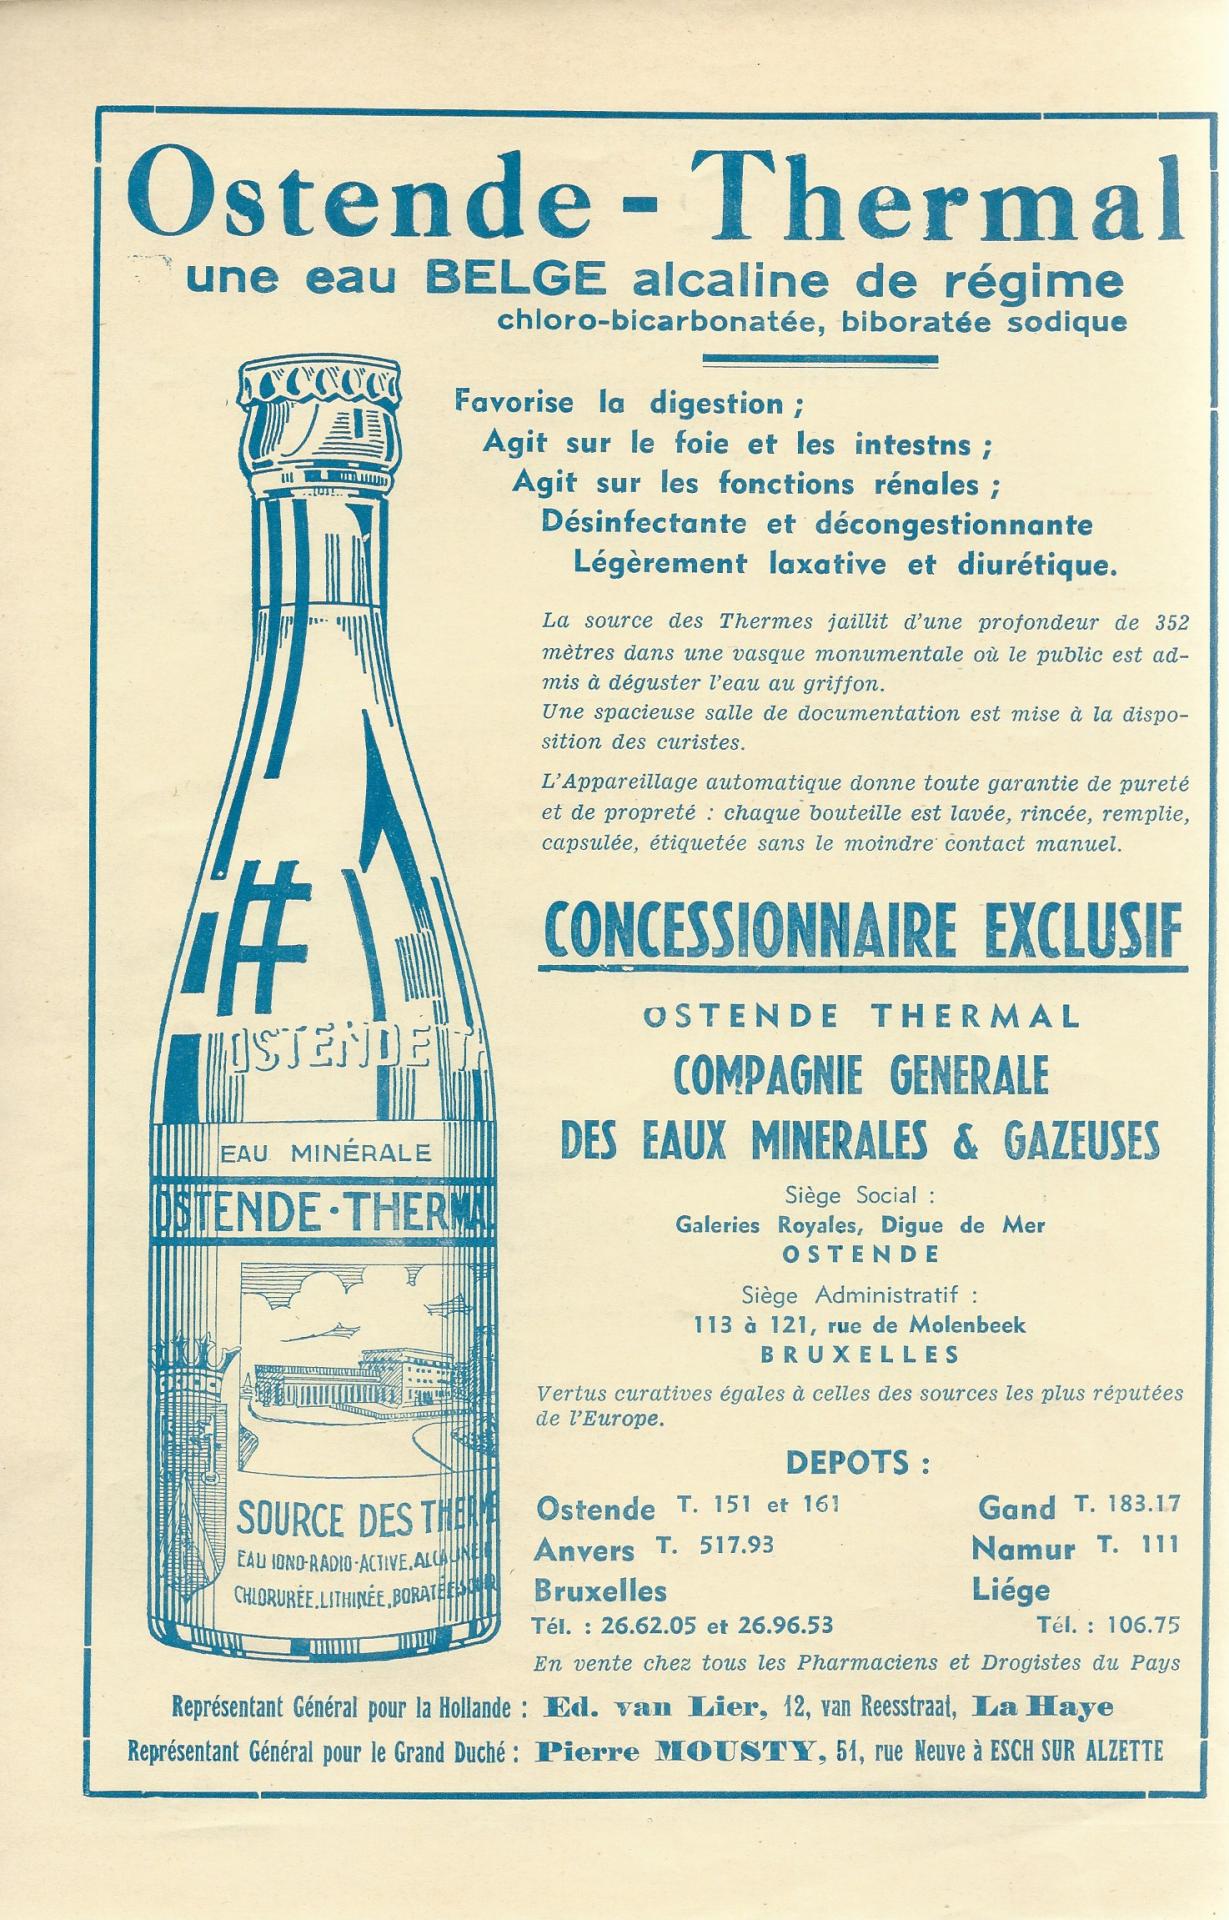 Ostende - Thermal
une eau BELGE alcaline de régime
chloro-bicarbonatée, biboratée sodique
Favorise la digestion ;
Agit sur le foie et les intestns ;
Agit sur les fonctions rénales ;
Désinfectante et décongestionnante
Légèrement laxative et diurétique.
La source des Thermes jaillit d'une profondeur de 352
mètres dans une vasque monumentale où le public est ad-
mis à déguster l'eau au griffon.
Une spacieuse salle de documentation est mise à la dispo-
sition des curistes.
L'Appareillage automatique donne toute garantie de pureté
et de propreté : chaque bouteille est lavée, rincée, remplie,
capsulée, étiquetée sans le moindre contact manuel.
CONCESSIONNAIRE EXCLUSIF
OSTENDE THERMAL
COMPAGNIE GENERALE
DES EAUX MINERALES & GAZEUSES
Siège Social :
Galeries Royales, Digue de Mer
OSTENDE
Siège Administratif :
113 à 121, rue de Molenbeek
BRUXELLES
Vertus curatives égales à celles des sources les plus réputées
de l'Europe.
DEPOTS :
Ostende T. 151 et 161 Gand T. 183.17
Anvers T. 517.93 Namur T. 111
Bruxelles Liége
Tél. : 26.62.05 et 26.96.53 Tél. : 106.75
En vente chez tous les Pharmaciens et Drogistes du Pays
OSTENDE TH
EAU MINÉRALE
OSTENDE·THERMAL
SOURCE DES THERME
EAU IONO-RADIO-ACTIVE, ALCALINE
CHLORURÉE, LITHINÉE, BORATÉE
Représentant Général pour la Hollande : Ed. van Lier, 12, van Reesstraat, La Haye
Représentant Général pour le Grand Duché : Pierre MOUSTY, 51, rue Neuve à ESCH SUR ALZETTE